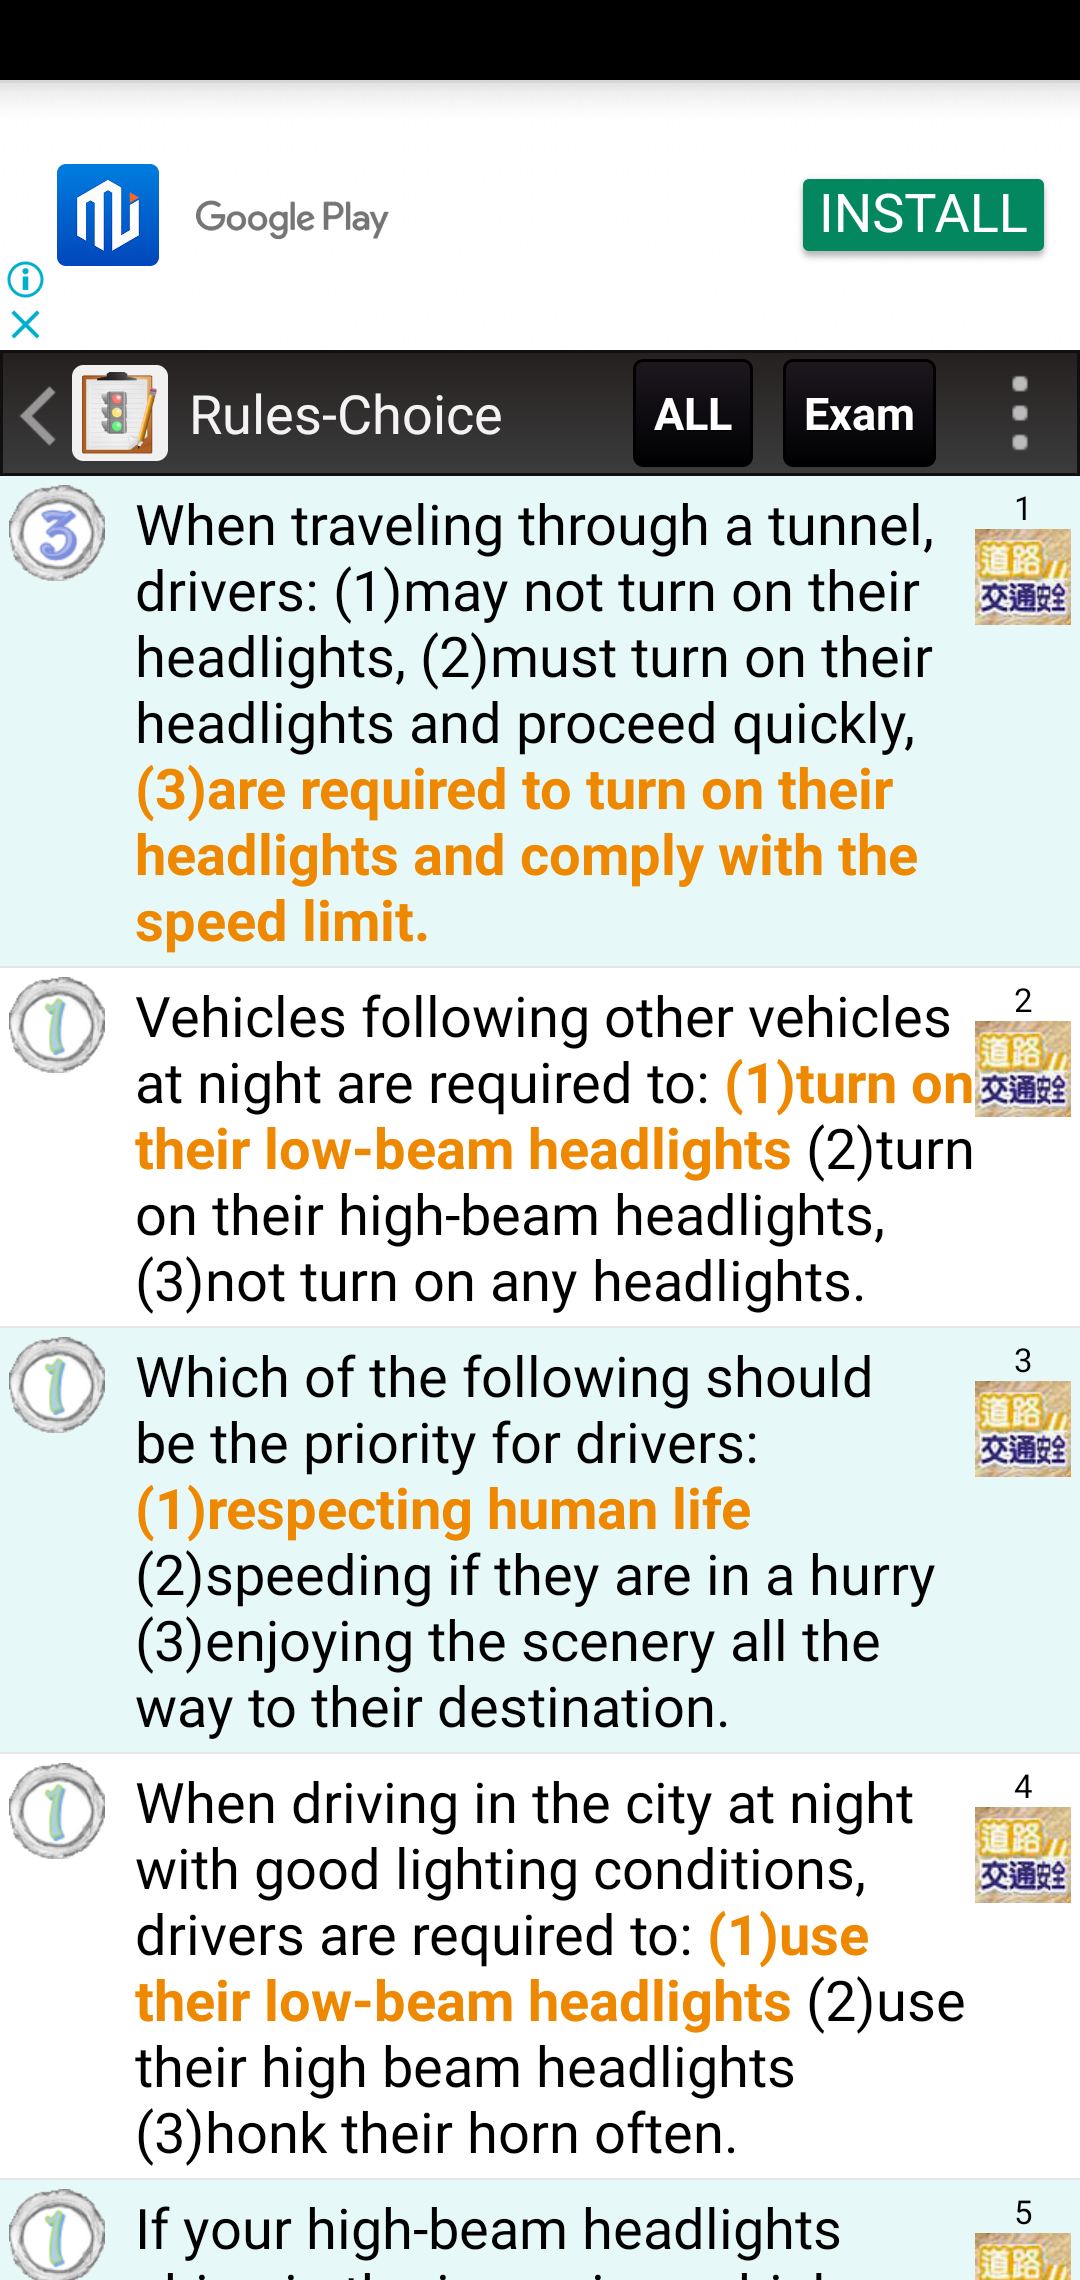 Google Play
INSTALL
Rules-Choice
ALL
Exam
3
When traveling through a tunnel,
drivers: (1)may not turn on their
headlights, (2)must turn on their
headlights and proceed quickly,
(3)are required to turn on their
headlights and comply with the
speed limit.
1
道路
交通安全
1
Vehicles following other vehicles
at night are required to: (1)turn on
their low-beam headlights (2)turn
on their high-beam headlights,
(3)not turn on any headlights.
2
道路
交通安全
1
Which of the following should
be the priority for drivers:
(1)respecting human life
(2)speeding if they are in a hurry
(3)enjoying the scenery all the
way to their destination.
3
道路
交通安全
1
When driving in the city at night
with good lighting conditions,
drivers are required to: (1)use
their low-beam headlights (2)use
their high beam headlights
(3)honk their horn often.
4
道路
交通安全
1
If your high-beam headlights
5
道路